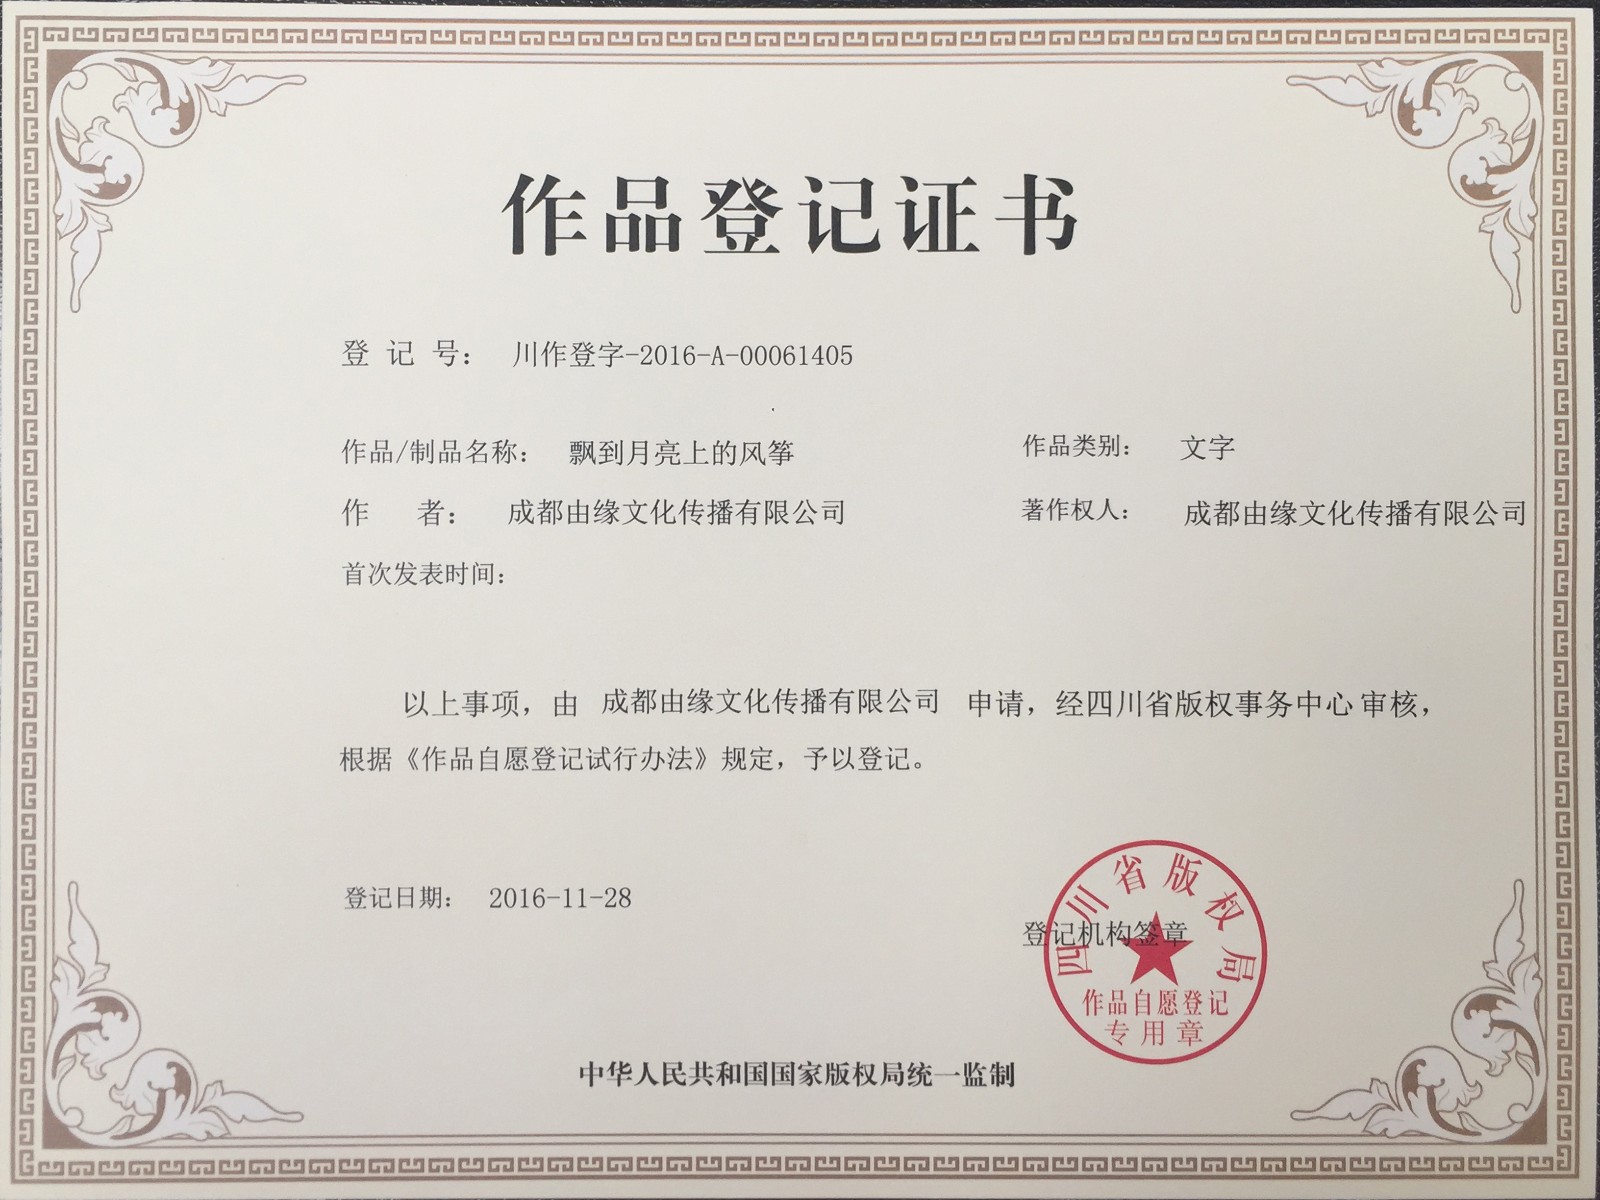 作品登记证书
登 记 号： 川作登字-2016-A-00061405
作品/制品名称： 飘到月亮上的风筝 作品类别： 文字
作 者： 成都由缘文化传播有限公司 著作权人： 成都由缘文化传播有限公司
首次发表时间：
以上事项，由 成都由缘文化传播有限公司 申请，经四川省版权事务中心 审核，
根据《作品自愿登记试行办法》规定，予以登记。
登记日期： 2016-11-28
登记机构签章
四川省版权局
作品自愿登记
专用章
中华人民共和国国家版权局统一监制